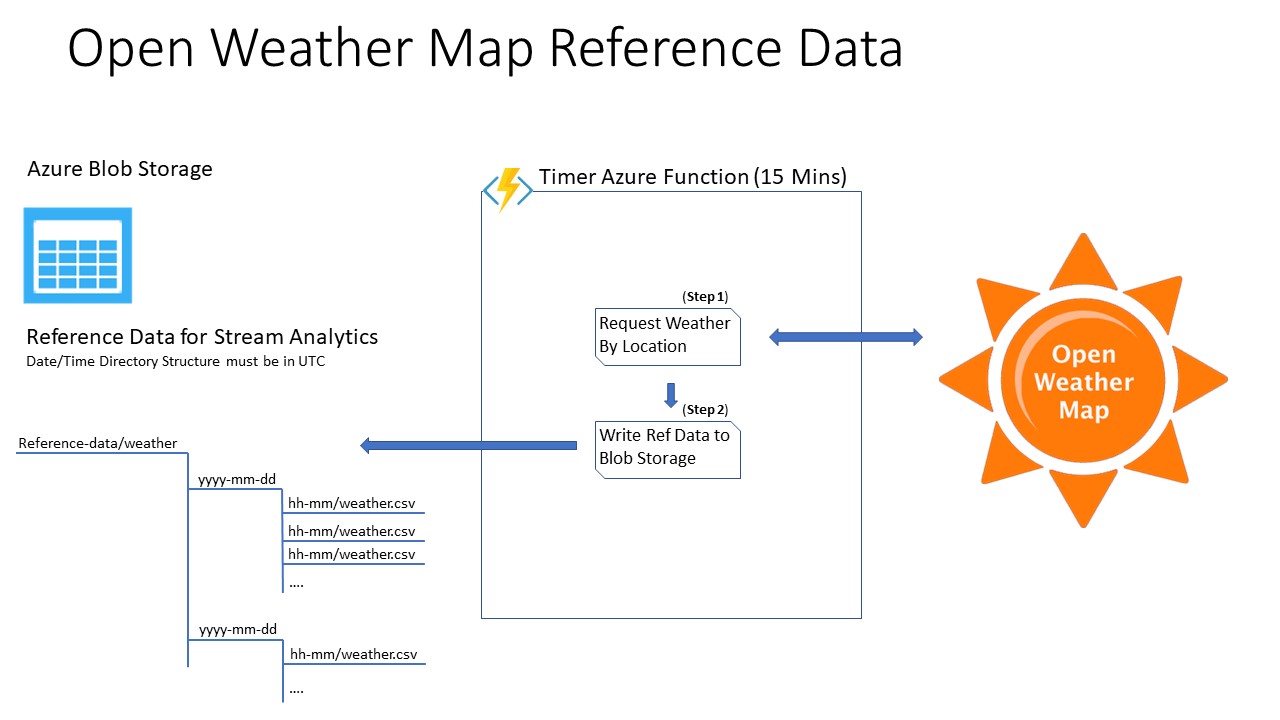 Open Weather Map Reference Data
Azure Blob Storage
Reference Data for Stream Analytics
Date/Time Directory Structure must be in UTC
Reference-data/weather
yyyy-mm-dd
hh-mm/weather.csv
hh-mm/weather.csv
hh-mm/weather.csv
....
yyyy-mm-dd
hh-mm/weather.csv
....
Timer Azure Function (15 Mins)
(Step 1)
Request Weather
By Location
(Step 2)
Write Ref Data to
Blob Storage
Open
Weather
Map